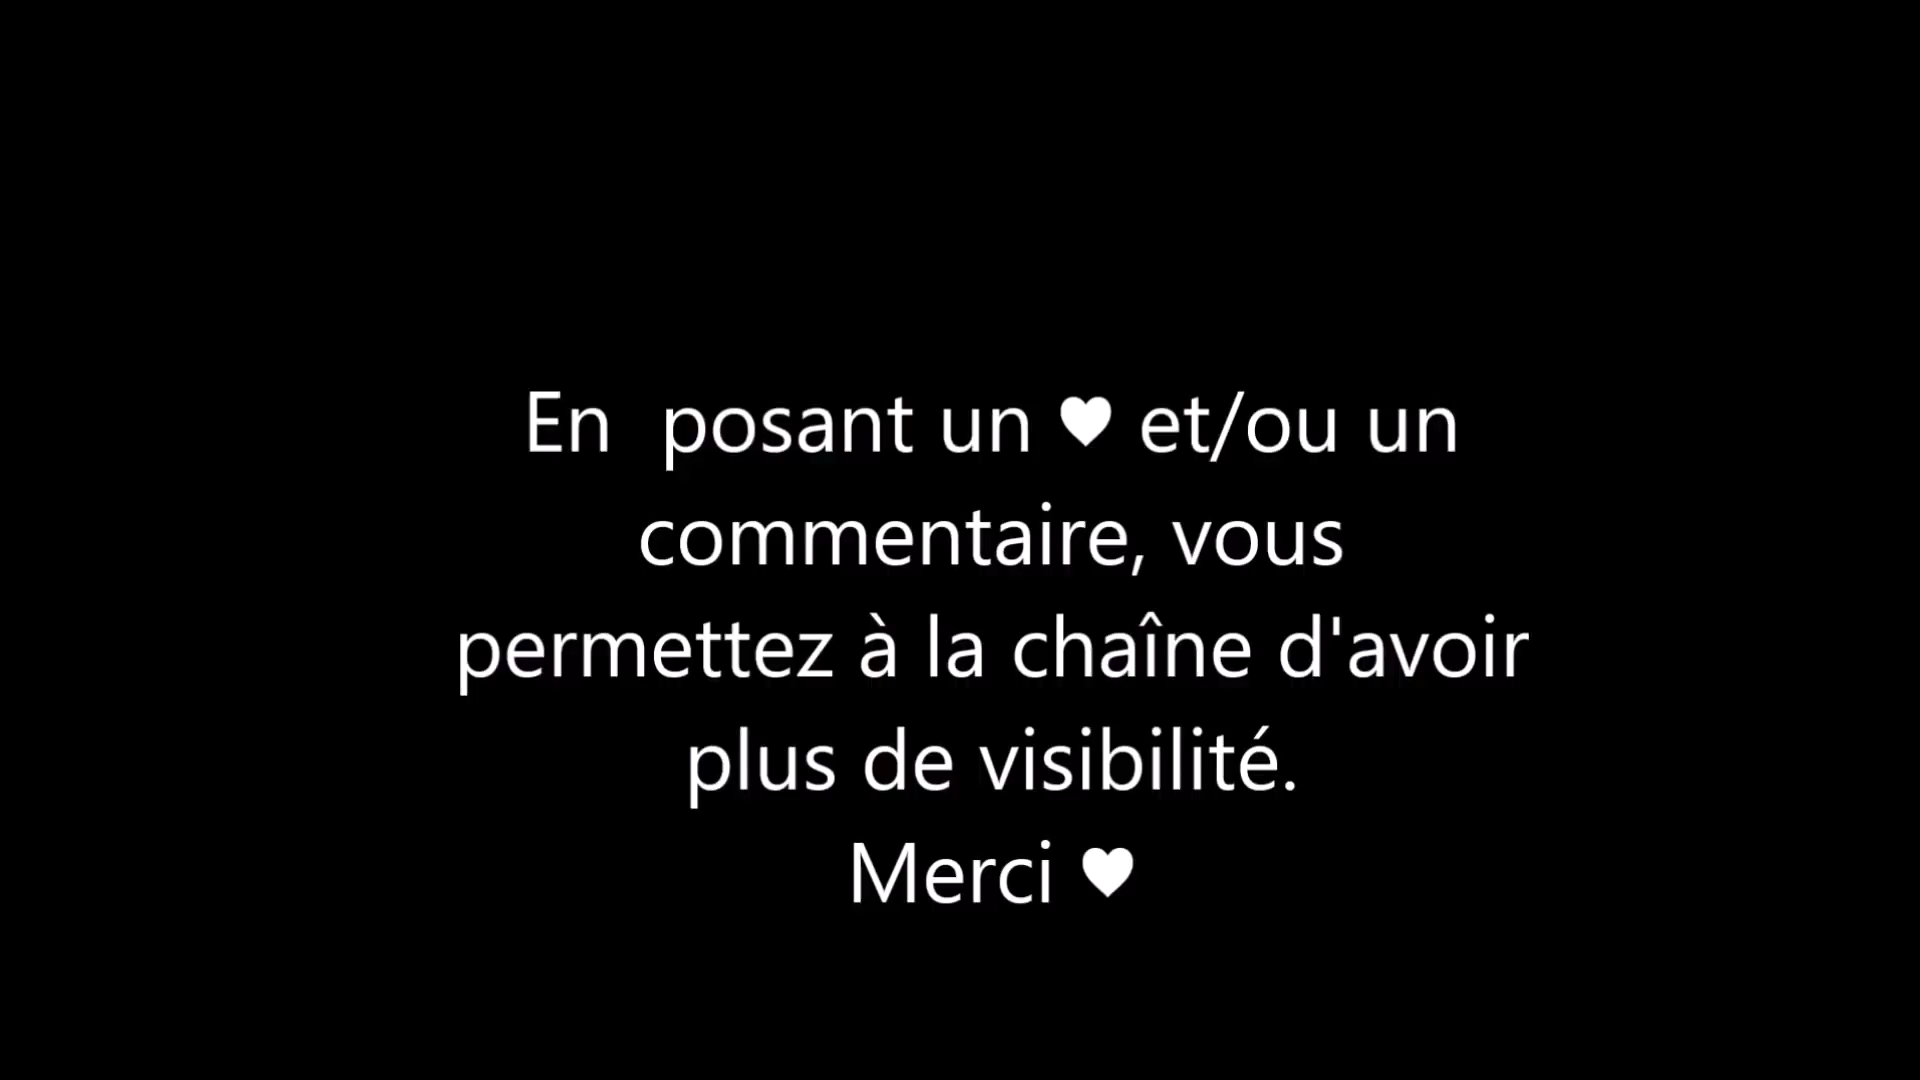 En  posant un ♥ et/ou un
commentaire, vous
permettez à la chaîne d'avoir
plus de visibilité.
Merci ♥